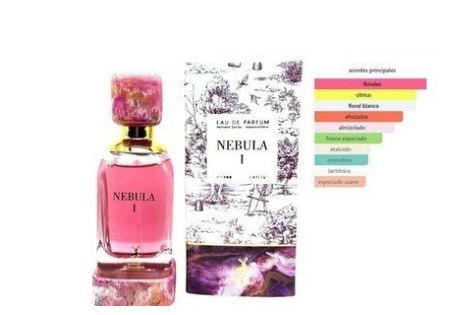 NEBULA
I
EAU DE PARFUM
NEBULA
I
acordes principales
florales
cítrico
floral blanco
afrutados
almizclado
fresco especiado
atalcado
aromático
lactónico
especiado suave